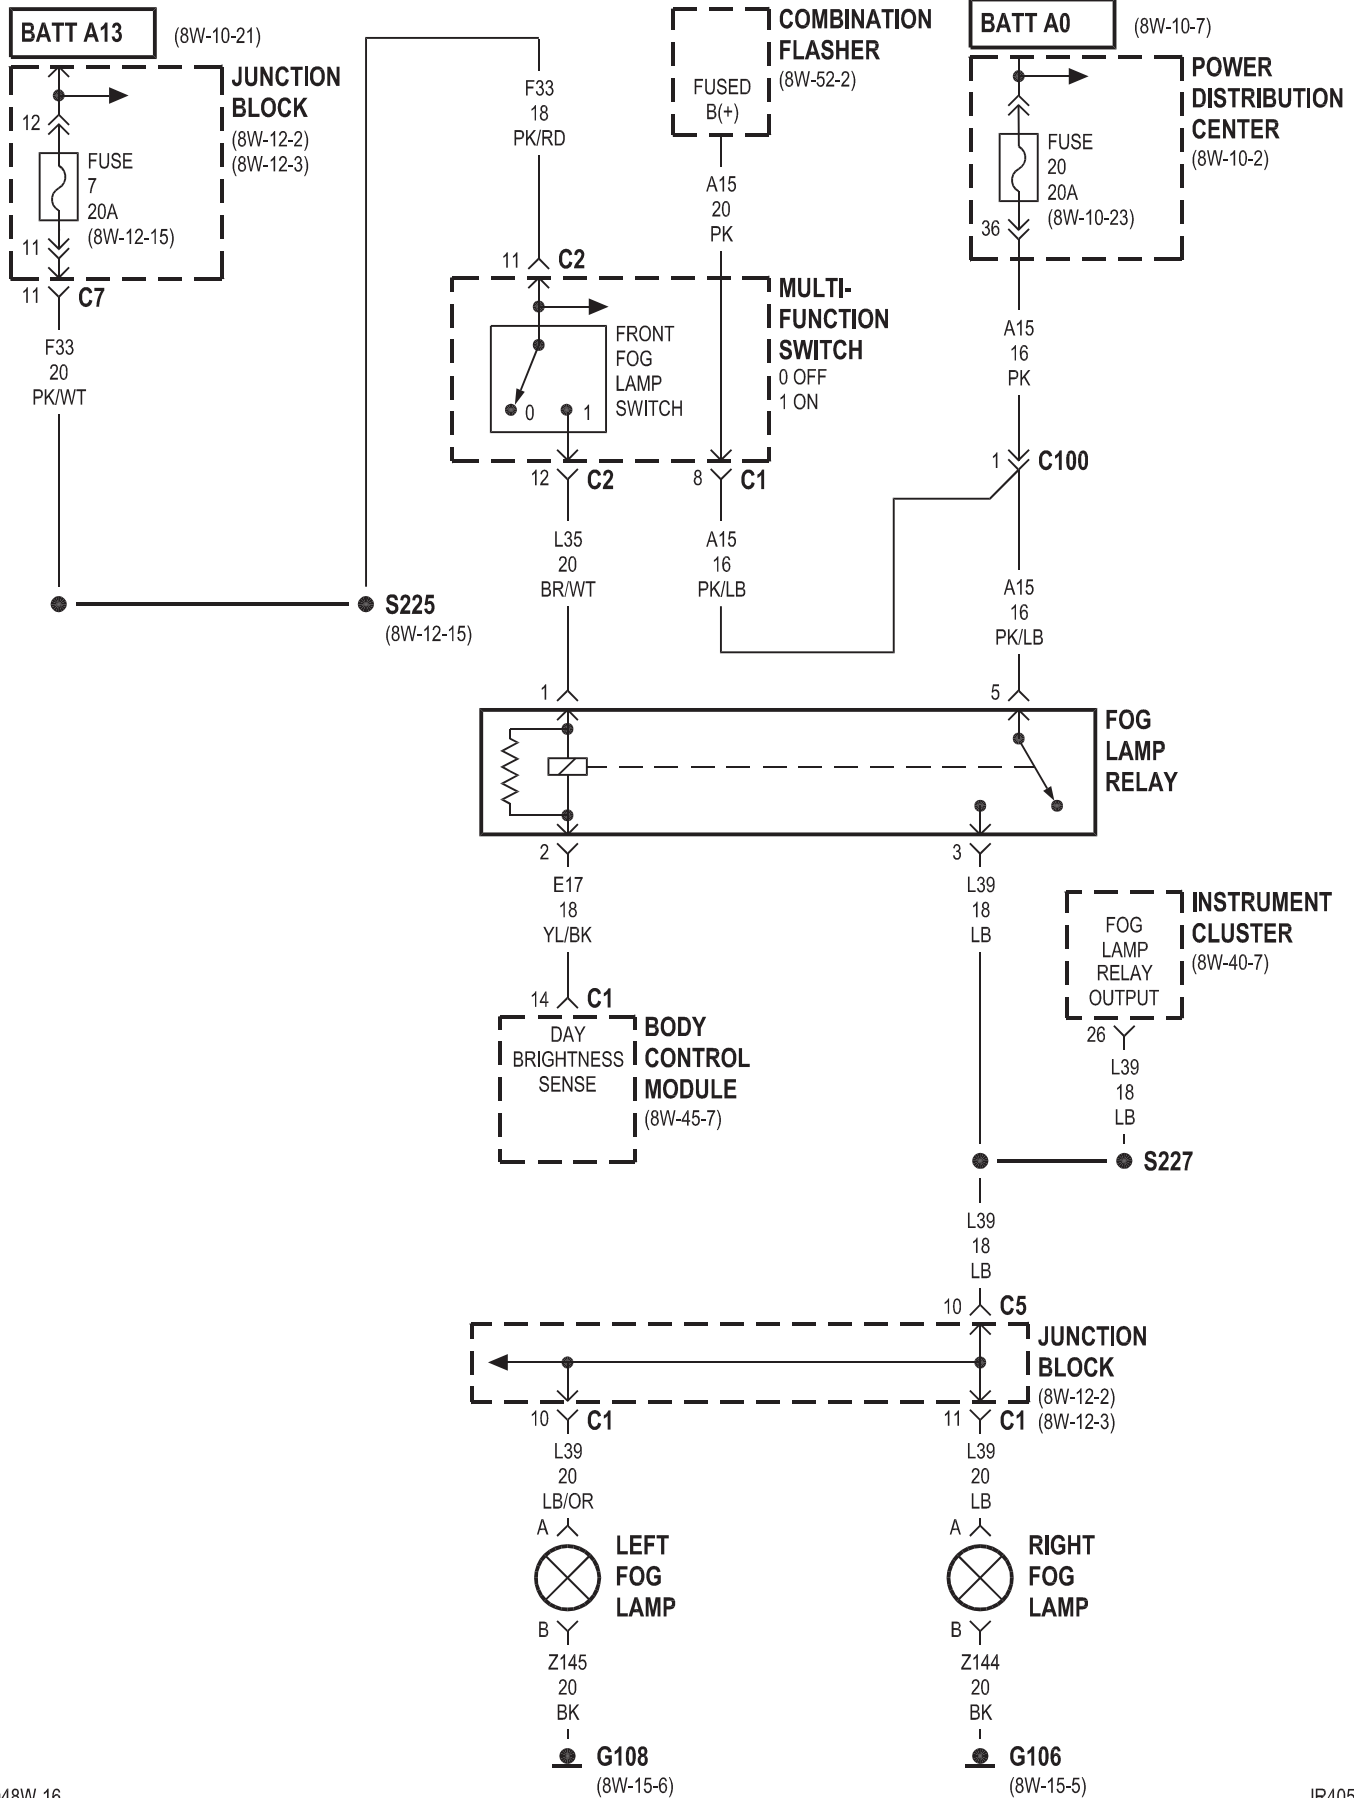 BATT A13
(8W-10-21)
JUNCTION
BLOCK
(8W-12-2)
(8W-12-3)
12
FUSE
7
20A
(8W-12-15)
11
11
C7
F33
20
PK/WT
S225
(8W-12-15)
F33
18
PK/RD
11
C2
COMBINATION
FLASHER
(8W-52-2)
FUSED
B(+)
A15
20
PK
MULTI-
FUNCTION
SWITCH
0 OFF
1 ON
FRONT
FOG
LAMP
SWITCH
0
1
12
C2
8
C1
L35
20
BR/WT
A15
16
PK/LB
BATT A0
(8W-10-7)
POWER
DISTRIBUTION
CENTER
(8W-10-2)
FUSE
20
20A
(8W-10-23)
36
A15
16
PK
1
C100
A15
16
PK/LB
1
5
FOG
LAMP
RELAY
2
3
E17
18
YL/BK
L39
18
LB
14
C1
DAY
BRIGHTNESS
SENSE
BODY
CONTROL
MODULE
(8W-45-7)
INSTRUMENT
CLUSTER
(8W-40-7)
FOG
LAMP
RELAY
OUTPUT
26
L39
18
LB
S227
L39
18
LB
10
C5
JUNCTION
BLOCK
(8W-12-2)
(8W-12-3)
10
C1
11
C1
L39
20
LB/OR
L39
20
LB
A
A
LEFT
FOG
LAMP
RIGHT
FOG
LAMP
B
B
Z145
20
BK
Z144
20
BK
G108
(8W-15-6)
G106
(8W-15-5)